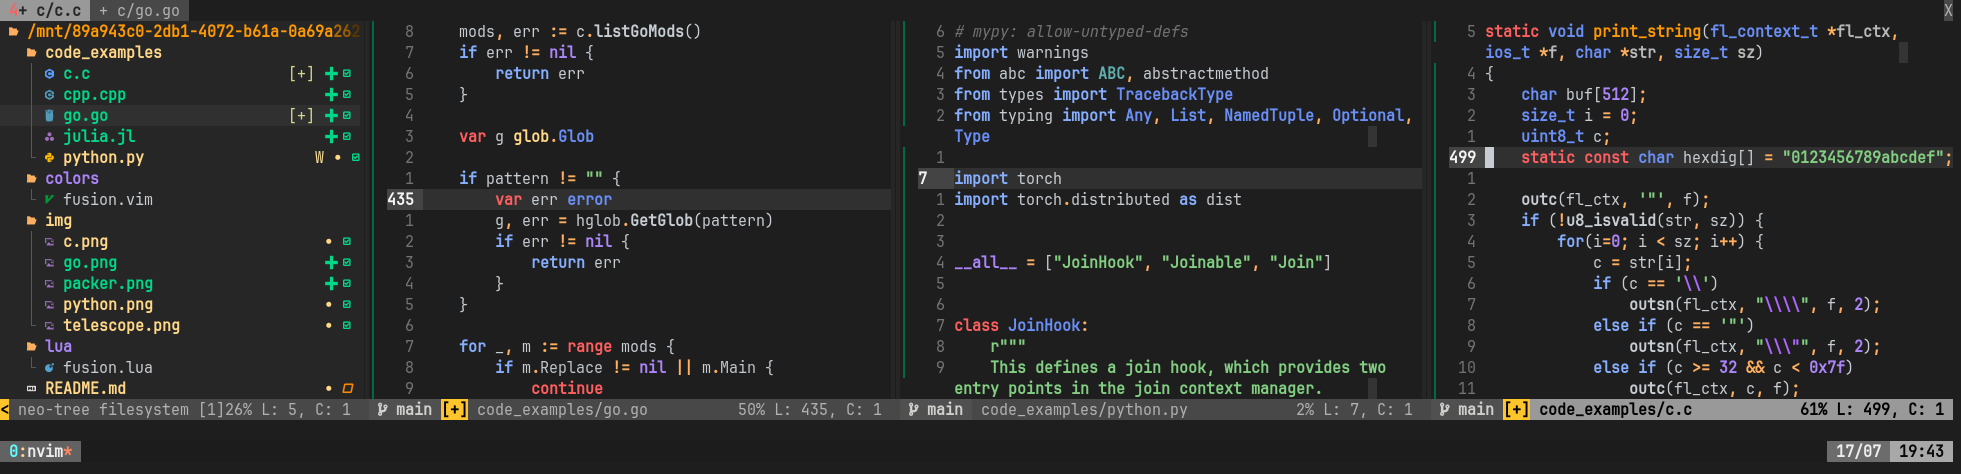 4+ c/c.c + c/go.go X
/mnt/89a943c0-2db1-4072-b61a-0a69a262
code_examples
c.c [+]
cpp.cpp
go.go [+]
julia.jl
python.py W
colors
fusion.vim
img
c.png
go.png
packer.png
python.png
telescope.png
lua
fusion.lua
README.md
< neo-tree filesystem [1]26% L: 5, C: 1
8 mods, err := c.listGoMods()
7 if err != nil {
6 return err
5 }
4
3 var g glob.Glob
2
1 if pattern != "" {
435 var err error
1 g, err = hglob.GetGlob(pattern)
2 if err != nil {
3 return err
4 }
5 }
6
7 for _, m := range mods {
8 if m.Replace != nil || m.Main {
9 continue
main [+] code_examples/go.go 50% L: 435, C: 1
6 # mypy: allow-untyped-defs
5 import warnings
4 from abc import ABC, abstractmethod
3 from types import TracebackType
2 from typing import Any, List, NamedTuple, Optional,
Type
1
7 import torch
1 import torch.distributed as dist
2
3
4 __all__ = ["JoinHook", "Joinable", "Join"]
5
6
7 class JoinHook:
8 r"""
9 This defines a join hook, which provides two
entry points in the join context manager.
main code_examples/python.py 2% L: 7, C: 1
5 static void print_string(fl_context_t *fl_ctx,
ios_t *f, char *str, size_t sz)
4 {
3 char buf[512];
2 size_t i = 0;
1 uint8_t c;
499 static const char hexdig[] = "0123456789abcdef";
1
2 outc(fl_ctx, '"', f);
3 if (!u8_isvalid(str, sz)) {
4 for(i=0; i < sz; i++) {
5 c = str[i];
6 if (c == '\\')
7 outsn(fl_ctx, "\\\\", f, 2);
8 else if (c == '"')
9 outsn(fl_ctx, "\\\"", f, 2);
10 else if (c >= 32 && c < 0x7f)
11 outc(fl_ctx, c, f);
main [+] code_examples/c.c 61% L: 499, C: 1
0:nvim* 17/07 19:43